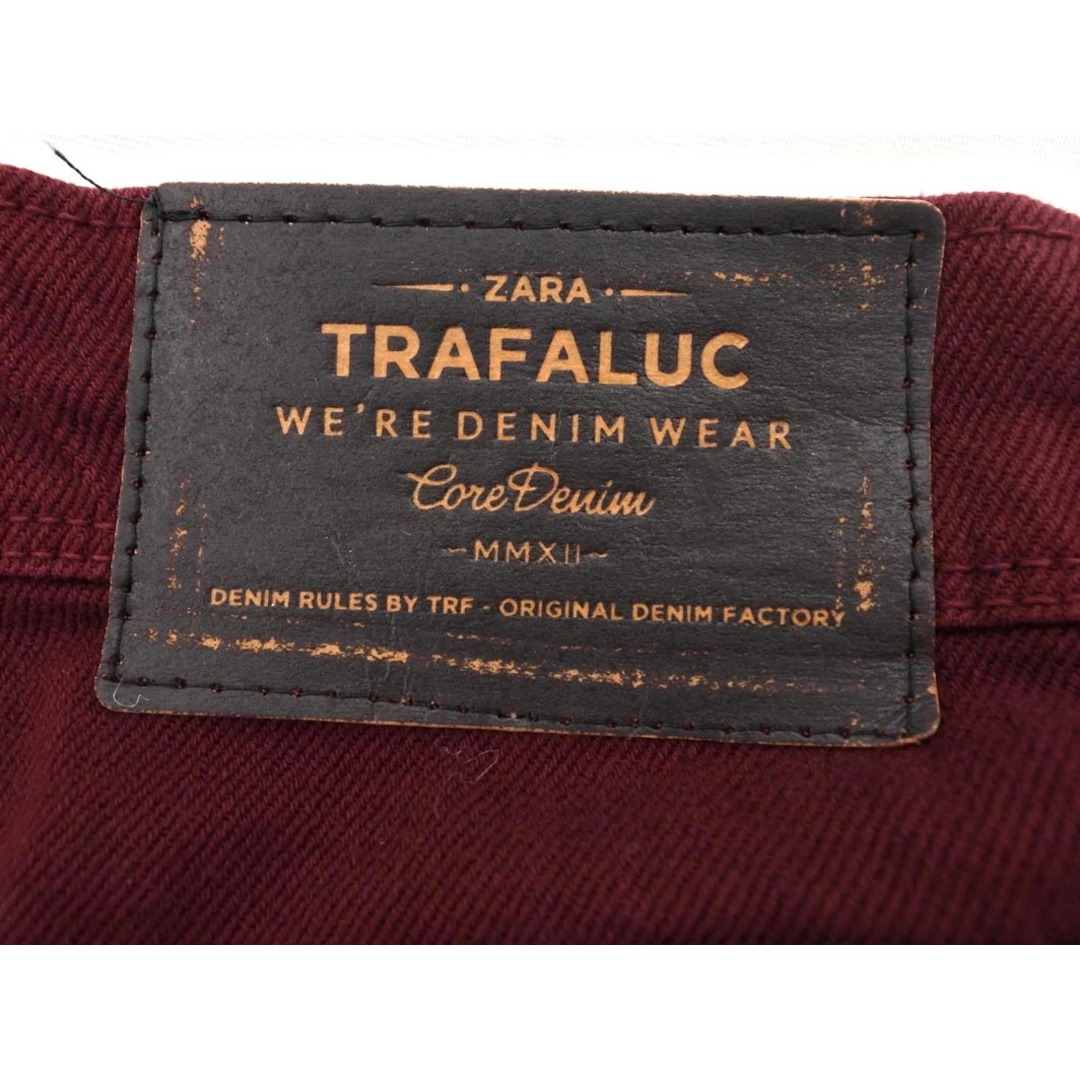 ZARA
TRAFALUC
WE'RE DENIM WEAR
Core Denim
~MMXII~
DENIM RULES BY TRF - ORIGINAL DENIM FACTORY